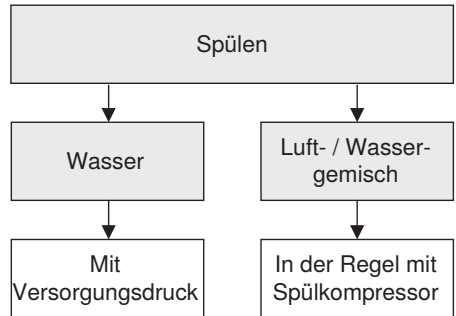 Spülen
Wasser
Luft- / Wasser-
gemisch
Mit
Versorgungsdruck
In der Regel mit
Spülkompressor